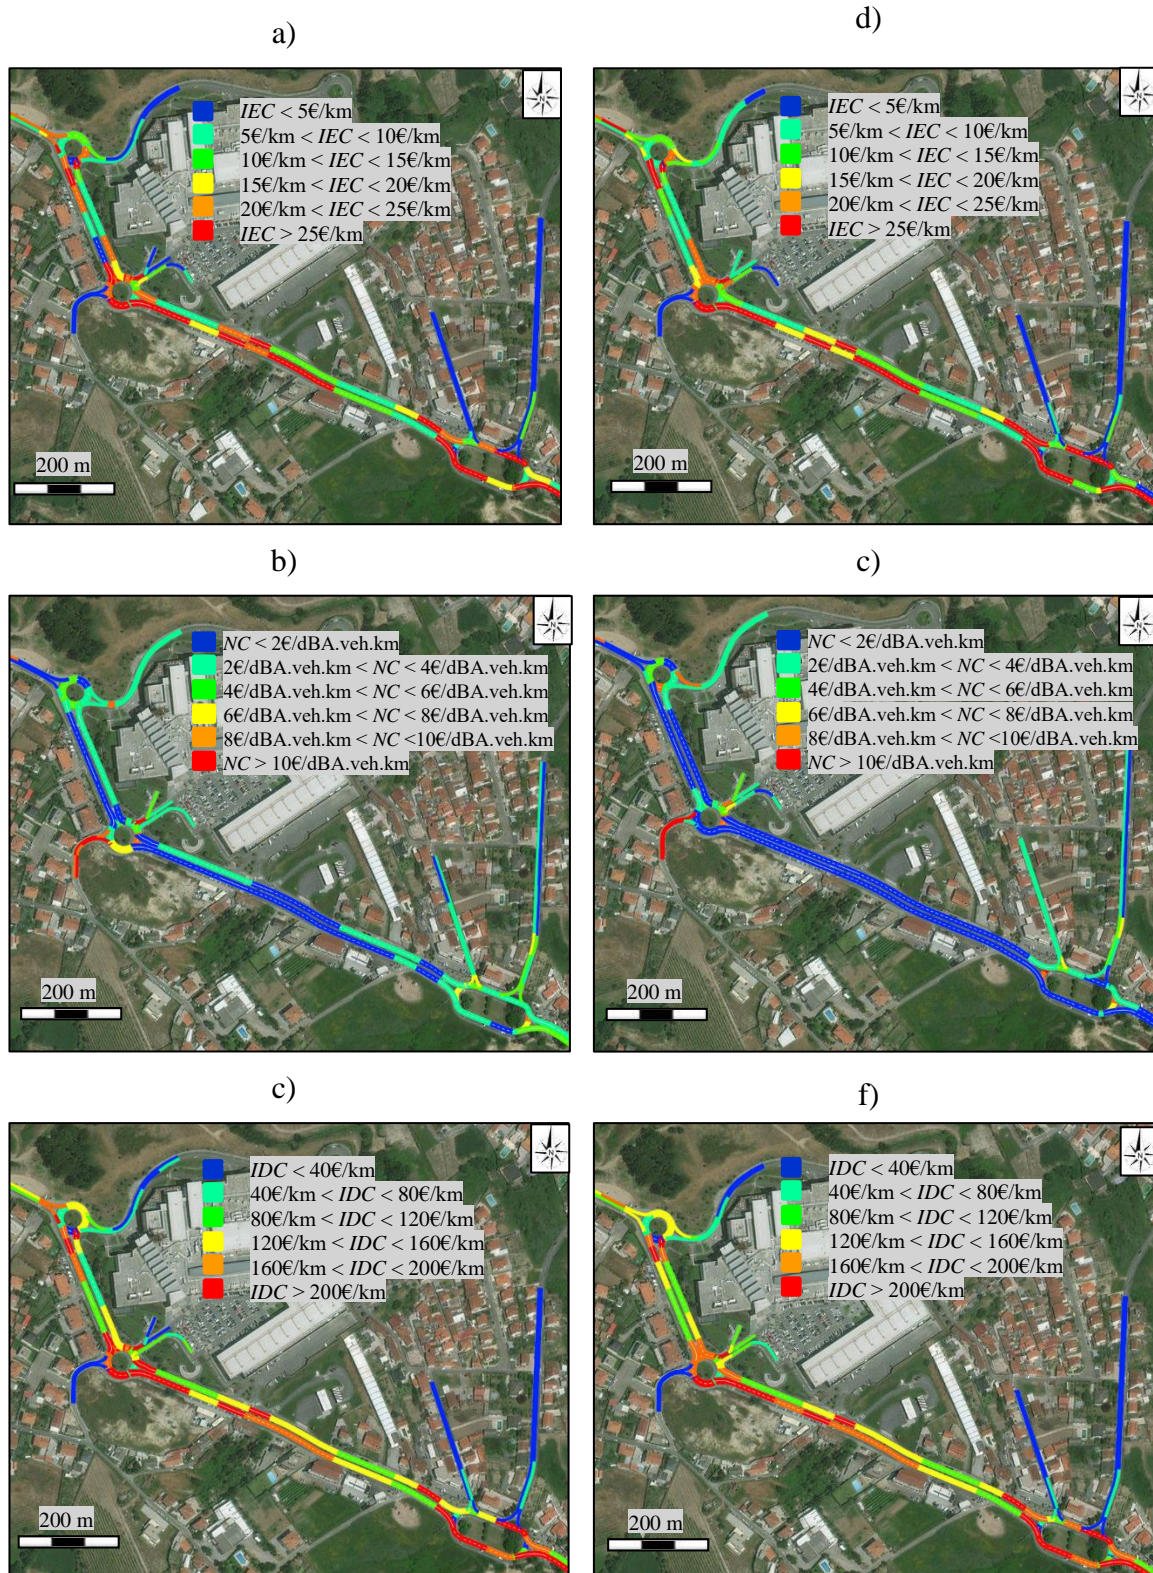 a)
IEC < 5€/km
5€/km < IEC < 10€/km
10€/km < IEC < 15€/km
15€/km < IEC < 20€/km
20€/km < IEC < 25€/km
IEC > 25€/km
N
200 m
d)
IEC < 5€/km
5€/km < IEC < 10€/km
10€/km < IEC < 15€/km
15€/km < IEC < 20€/km
20€/km < IEC < 25€/km
IEC > 25€/km
N
200 m
b)
NC < 2€/dBA.veh.km
2€/dBA.veh.km < NC < 4€/dBA.veh.km
4€/dBA.veh.km < NC < 6€/dBA.veh.km
6€/dBA.veh.km < NC < 8€/dBA.veh.km
8€/dBA.veh.km < NC <10€/dBA.veh.km
NC > 10€/dBA.veh.km
N
200 m
c)
NC < 2€/dBA.veh.km
2€/dBA.veh.km < NC < 4€/dBA.veh.km
4€/dBA.veh.km < NC < 6€/dBA.veh.km
6€/dBA.veh.km < NC < 8€/dBA.veh.km
8€/dBA.veh.km < NC <10€/dBA.veh.km
NC > 10€/dBA.veh.km
N
200 m
c)
IDC < 40€/km
40€/km < IDC < 80€/km
80€/km < IDC < 120€/km
120€/km < IDC < 160€/km
160€/km < IDC < 200€/km
IDC > 200€/km
N
200 m
f)
IDC < 40€/km
40€/km < IDC < 80€/km
80€/km < IDC < 120€/km
120€/km < IDC < 160€/km
160€/km < IDC < 200€/km
IDC > 200€/km
N
200 m